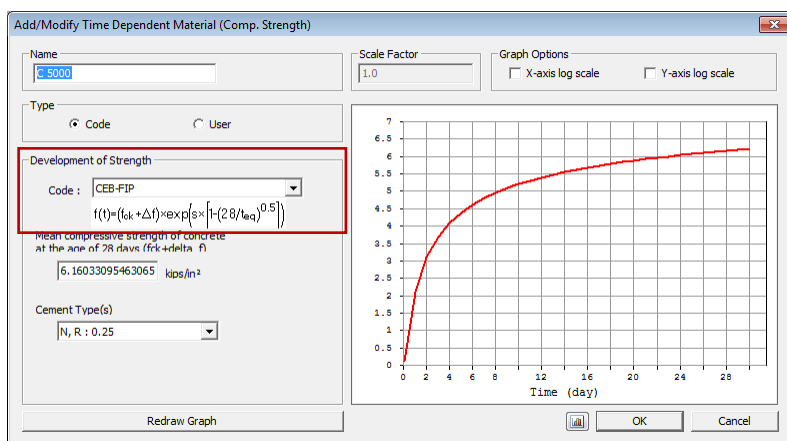 Add/Modify Time Dependent Material (Comp. Strength)
Name
C 5000
Scale Factor
1.0
Graph Options
X-axis log scale
Y-axis log scale
Type
Code
User
Development of Strength
Code :
CEB-FIP
f(t)=(fck+Δf)×exp(s×[1-(28/teq)^0.5])
Mean compressive strength of concrete
at the age of 28 days (fck+delta_f)
6.16033095463065
kips/in²
Cement Type(s)
N, R : 0.25
Redraw Graph
7
6.5
6
5.5
5
4.5
4
3.5
3
2.5
2
1.5
1
0.5
0
0 2 4 6 8 12 16 20 24 28
Time (day)
OK
Cancel